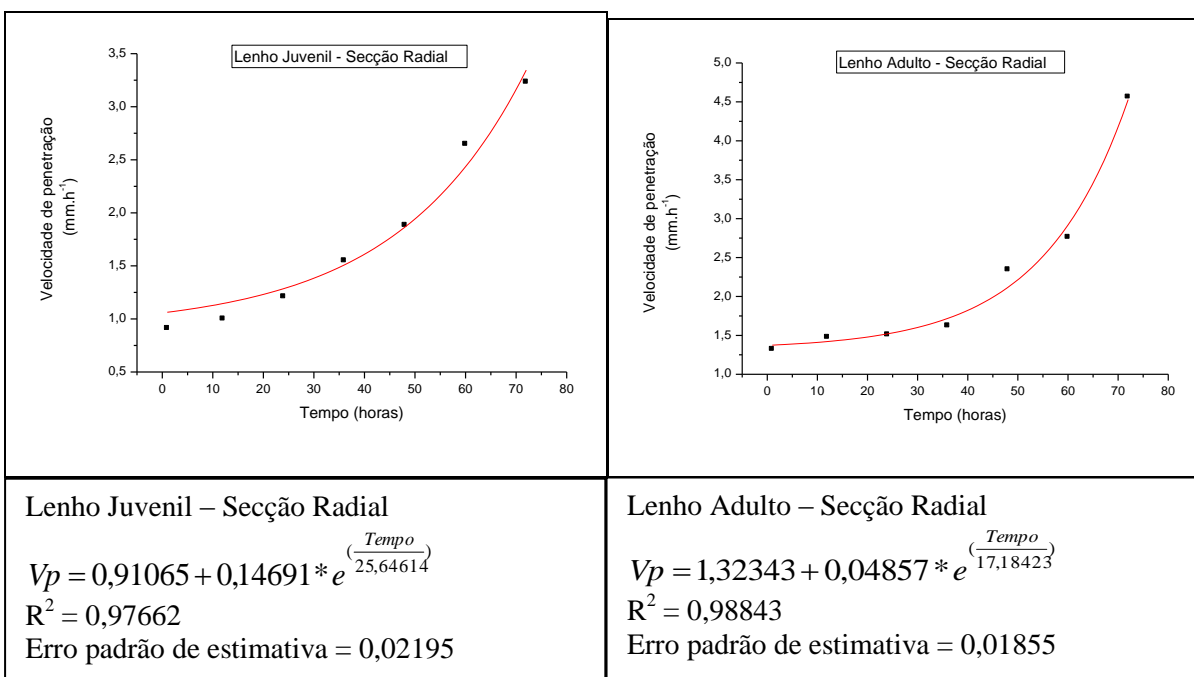 Lenho Juvenil - Secção Radial
3,5
3,0
2,5
2,0
1,5
1,0
0,5
Velocidade de penetração
(mm.h⁻¹)
0 10 20 30 40 50 60 70 80
Tempo (horas)
Lenho Adulto - Secção Radial
5,0
4,5
4,0
3,5
3,0
2,5
2,0
1,5
1,0
Velocidade de penetração
(mm.h⁻¹)
0 10 20 30 40 50 60 70 80
Tempo (horas)
Lenho Juvenil – Secção Radial
Vp = 0,91065 + 0,14691 * e^(Tempo/25,64614)
R² = 0,97662
Erro padrão de estimativa = 0,02195
Lenho Adulto – Secção Radial
Vp = 1,32343 + 0,04857 * e^(Tempo/17,18423)
R² = 0,98843
Erro padrão de estimativa = 0,01855